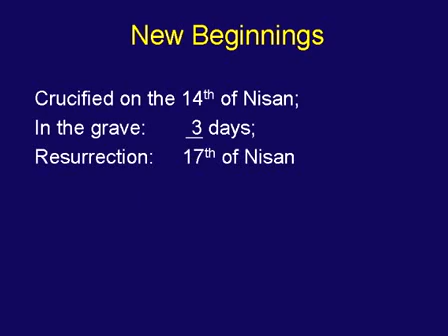 New Beginnings
Crucified on the 14th of Nisan;
In the grave: 3 days;
Resurrection: 17th of Nisan